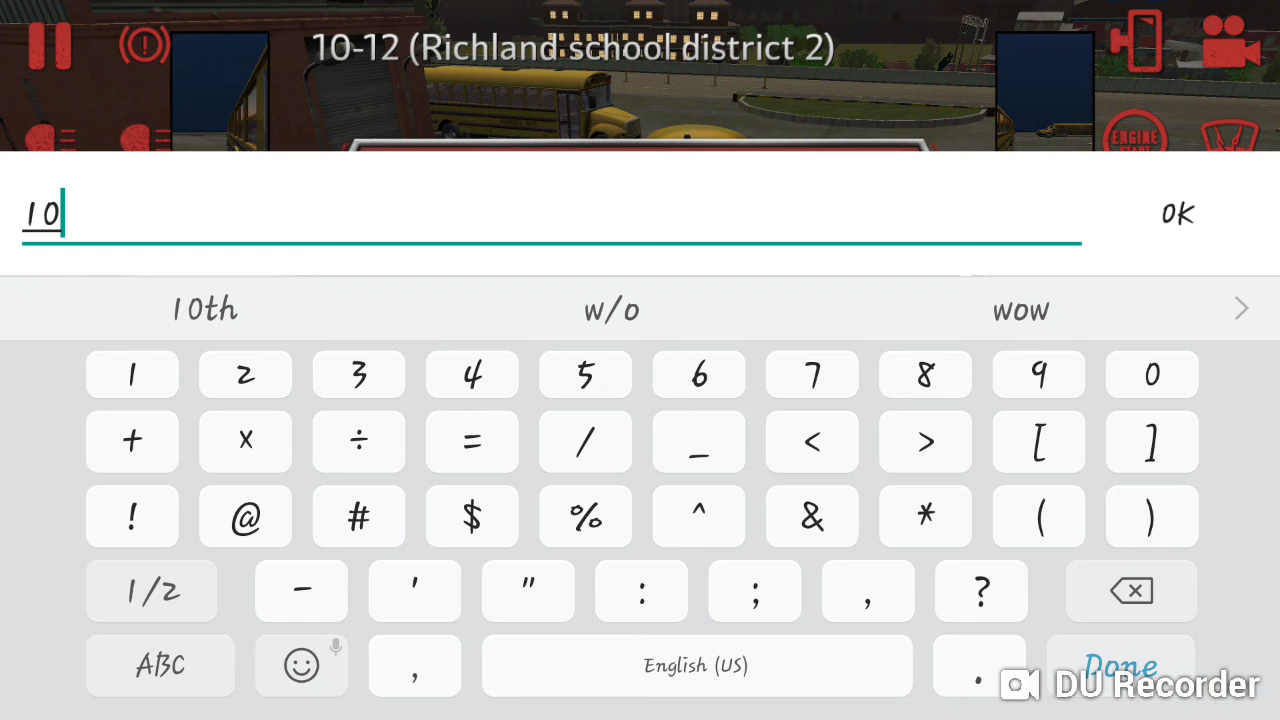 10-12 (Richland school district 2)
ENGINE START
10
OK
10th w/o wow
1 2 3 4 5 6 7 8 9 0
+ × ÷ = / _ < > [ ]
! @ # $ % ^ & * ( )
1/2 - ' " : ; , ?
ABC , English (US) . Done
DU Recorder